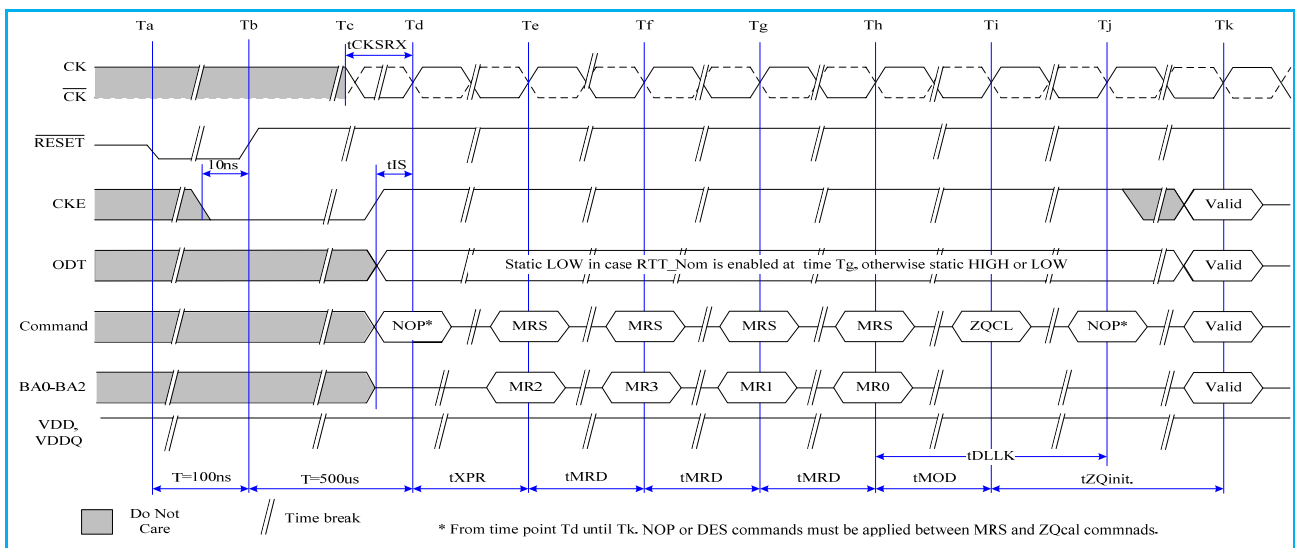 Ta Tb Tc Td Te Tf Tg Th Ti Tj Tk
tCKSRX
CK
CK
RESET
10ns
tIS
CKE
Valid
ODT
Static LOW in case RTT_Nom is enabled at time Tg, otherwise static HIGH or LOW
Valid
Command
NOP* MRS MRS MRS MRS ZQCL NOP* Valid
BA0-BA2
MR2 MR3 MR1 MR0 Valid
VDD,
VDDQ
tDLLK
T=100ns T=500us tXPR tMRD tMRD tMRD tMOD tZQinit.
Do Not
Care
Time break
* From time point Td until Tk. NOP or DES commands must be applied between MRS and ZQcal commnads.